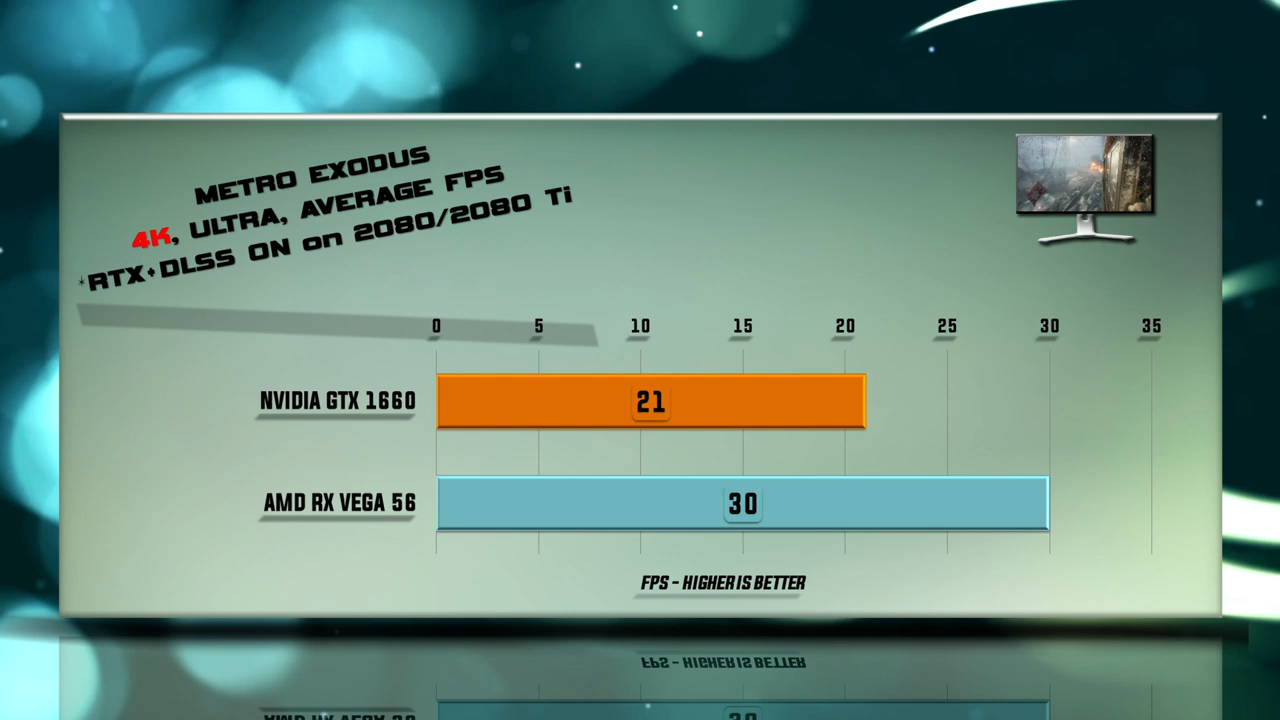 METRO EXODUS
4K, ULTRA, AVERAGE FPS
*RTX+DLSS ON on 2080/2080 Ti
0 5 10 15 20 25 30 35
NVIDIA GTX 1660 21
AMD RX VEGA 56 30
FPS - HIGHER IS BETTER